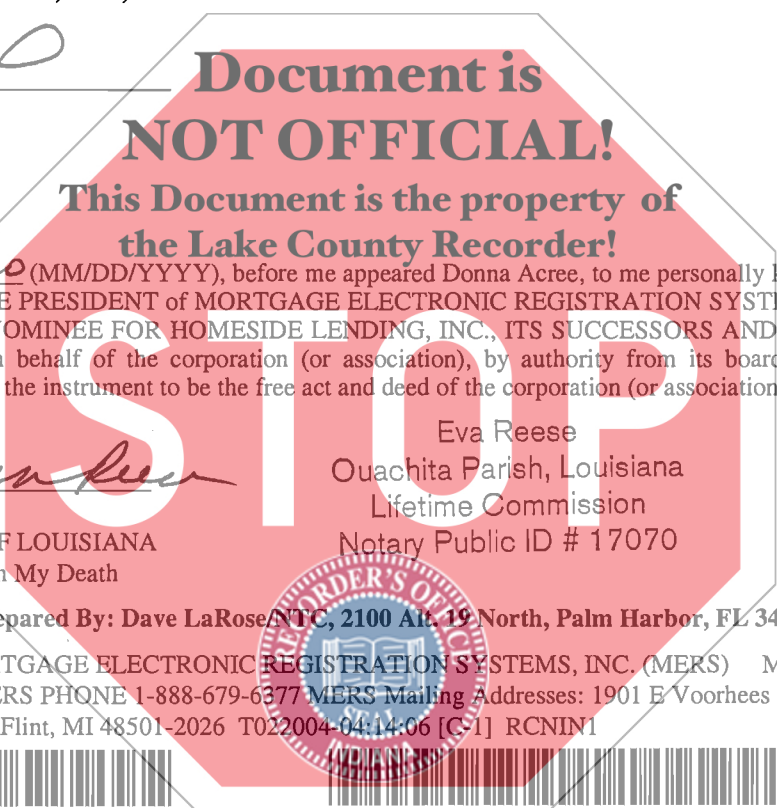 Document is
NOT OFFICIAL!
This Document is the property of
the Lake County Recorder!
(MM/DD/YYYY), before me appeared Donna Acree, to me personally
E PRESIDENT of MORTGAGE ELECTRONIC REGISTRATION SYST
NOMINEE FOR HOMESIDE LENDING, INC., ITS SUCCESSORS AND
behalf of the corporation (or association), by authority from its board
the instrument to be the free act and deed of the corporation (or association
STOP
Eva Reese
Ouachita Parish, Louisiana
Lifetime Commission
F LOUISIANA Notary Public ID # 17070
n My Death
epared By: Dave LaRose/NTC, 2100 Alt. 19 North, Palm Harbor, FL 34
TGAGE ELECTRONIC REGISTRATION SYSTEMS, INC. (MERS) M
ERS PHONE 1-888-679-6377 MERS Mailing Addresses: 1901 E Voorhees
Flint, MI 48501-2026 T022004-04:14:06 [C-1] RCNIN1
RECORDER'S OFFICE
SEAL
INDIANA